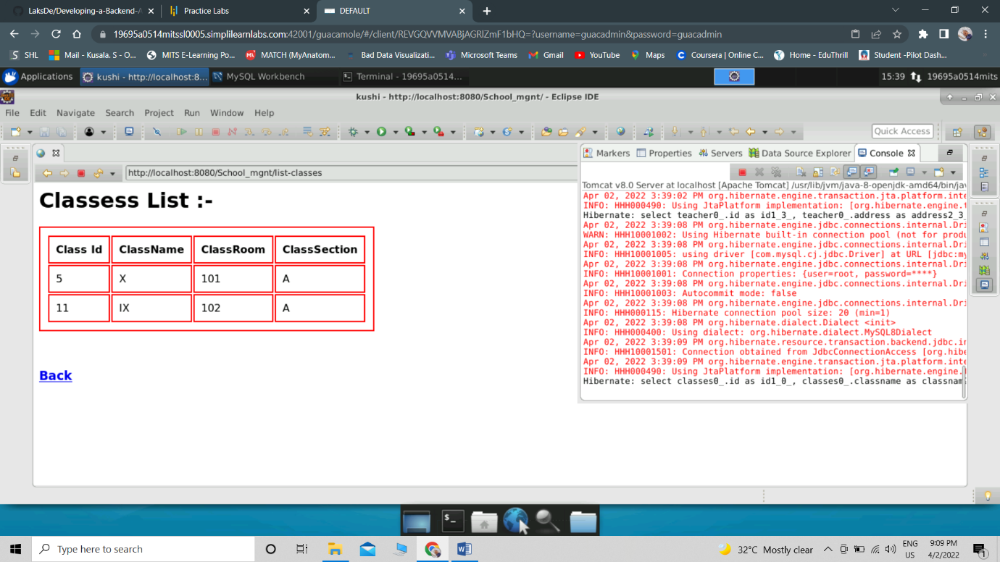 LaksDe/Developing-a-Backend-A
Practice Labs
DEFAULT
19695a0514mitssl0005.simplilearnlabs.com:42001/guacamole/#/client/REVGQVVMVABjAGRlZmF1bHQ=?username=guacadmin&password=guacadmin
SHL
Mail - Kusala. S - O...
MITS E-Learning Po...
MATCH (MyAnatom...
Bad Data Visualizati...
Microsoft Teams
Gmail
YouTube
Maps
Coursera | Online C...
Home - EduThrill
Student -Pilot Dash...
Applications
kushi - http://localhost:8...
MySQL Workbench
Terminal - 19695a0514...
15:39
19695a0514mits
kushi - http://localhost:8080/School_mgnt/ - Eclipse IDE
File Edit Navigate Search Project Run Window Help
Quick Access
Markers Properties Servers Data Source Explorer Console
http://localhost:8080/School_mgnt/list-classes
Classess List :-
Class Id ClassName ClassRoom ClassSection
5 X 101 A
11 IX 102 A
Back
Tomcat v8.0 Server at localhost [Apache Tomcat] /usr/lib/jvm/java-8-openjdk-amd64/bin/jav
Apr 02, 2022 3:39:02 PM org.hibernate.engine.transaction.jta.platform.inte
INFO: HHH000490: Using JtaPlatform implementation: [org.hibernate.engine.t
Hibernate: select teacher0_.id as id1_3_, teacher0_.address as address2_3_
Apr 02, 2022 3:39:08 PM org.hibernate.engine.jdbc.connections.internal.Dri
WARN: HHH10001002: Using Hibernate built-in connection pool (not for produ
Apr 02, 2022 3:39:08 PM org.hibernate.engine.jdbc.connections.internal.Dri
INFO: HHH10001005: using driver [com.mysql.cj.jdbc.Driver] at URL [jdbc:my
Apr 02, 2022 3:39:08 PM org.hibernate.engine.jdbc.connections.internal.Dri
INFO: HHH10001001: Connection properties: {user=root, password=****}
Apr 02, 2022 3:39:08 PM org.hibernate.engine.jdbc.connections.internal.Dri
INFO: HHH10001003: Autocommit mode: false
Apr 02, 2022 3:39:08 PM org.hibernate.engine.jdbc.connections.internal.Dri
INFO: HHH000115: Hibernate connection pool size: 20 (min=1)
Apr 02, 2022 3:39:08 PM org.hibernate.dialect.Dialect <init>
INFO: HHH000400: Using dialect: org.hibernate.dialect.MySQL8Dialect
Apr 02, 2022 3:39:09 PM org.hibernate.resource.transaction.backend.jdbc.in
INFO: HHH10001501: Connection obtained from JdbcConnectionAccess [org.hibe
Apr 02, 2022 3:39:09 PM org.hibernate.engine.transaction.jta.platform.inte
INFO: HHH000490: Using JtaPlatform implementation: [org.hibernate.engine.
Hibernate: select classes0_.id as id1_0_, classes0_.classname as classnam
Type here to search
32°C Mostly clear
ENG
US
9:09 PM
4/2/2022
1